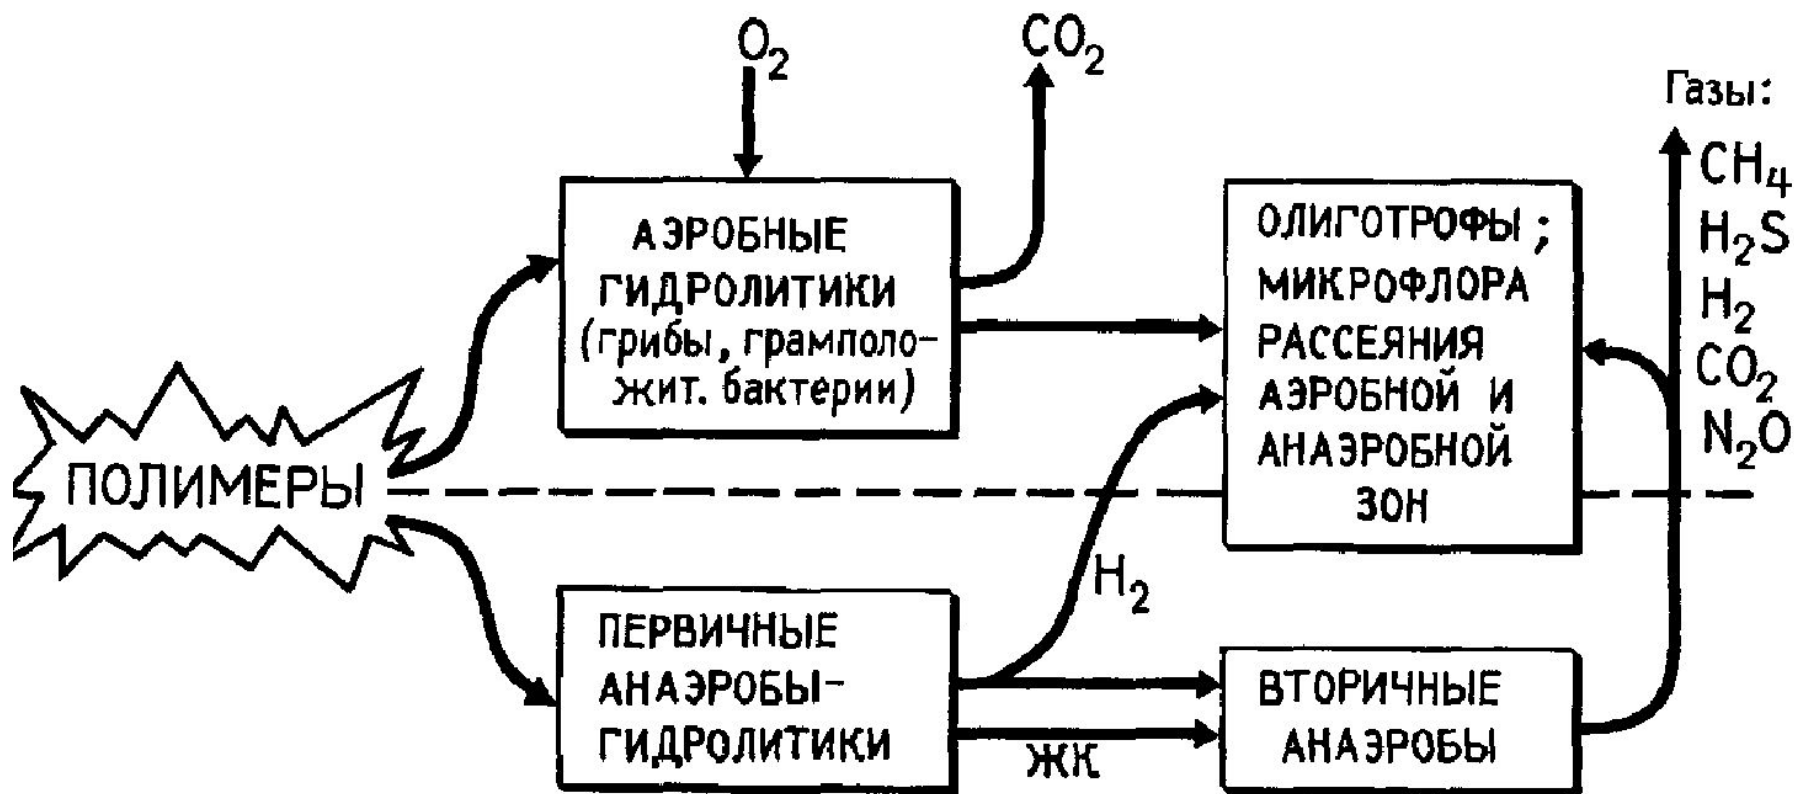 O₂
CO₂
Газы:
CH₄
H₂S
H₂
CO₂
N₂O
АЭРОБНЫЕ
ГИДРОЛИТИКИ
(грибы, грамполо-
жит. бактерии)
ОЛИГОТРОФЫ;
МИКРОФЛОРА
РАССЕЯНИЯ
АЭРОБНОЙ И
АНАЭРОБНОЙ
ЗОН
ПОЛИМЕРЫ
H₂
ПЕРВИЧНЫЕ
АНАЭРОБЫ-
ГИДРОЛИТИКИ
ЖК
ВТОРИЧНЫЕ
АНАЭРОБЫ